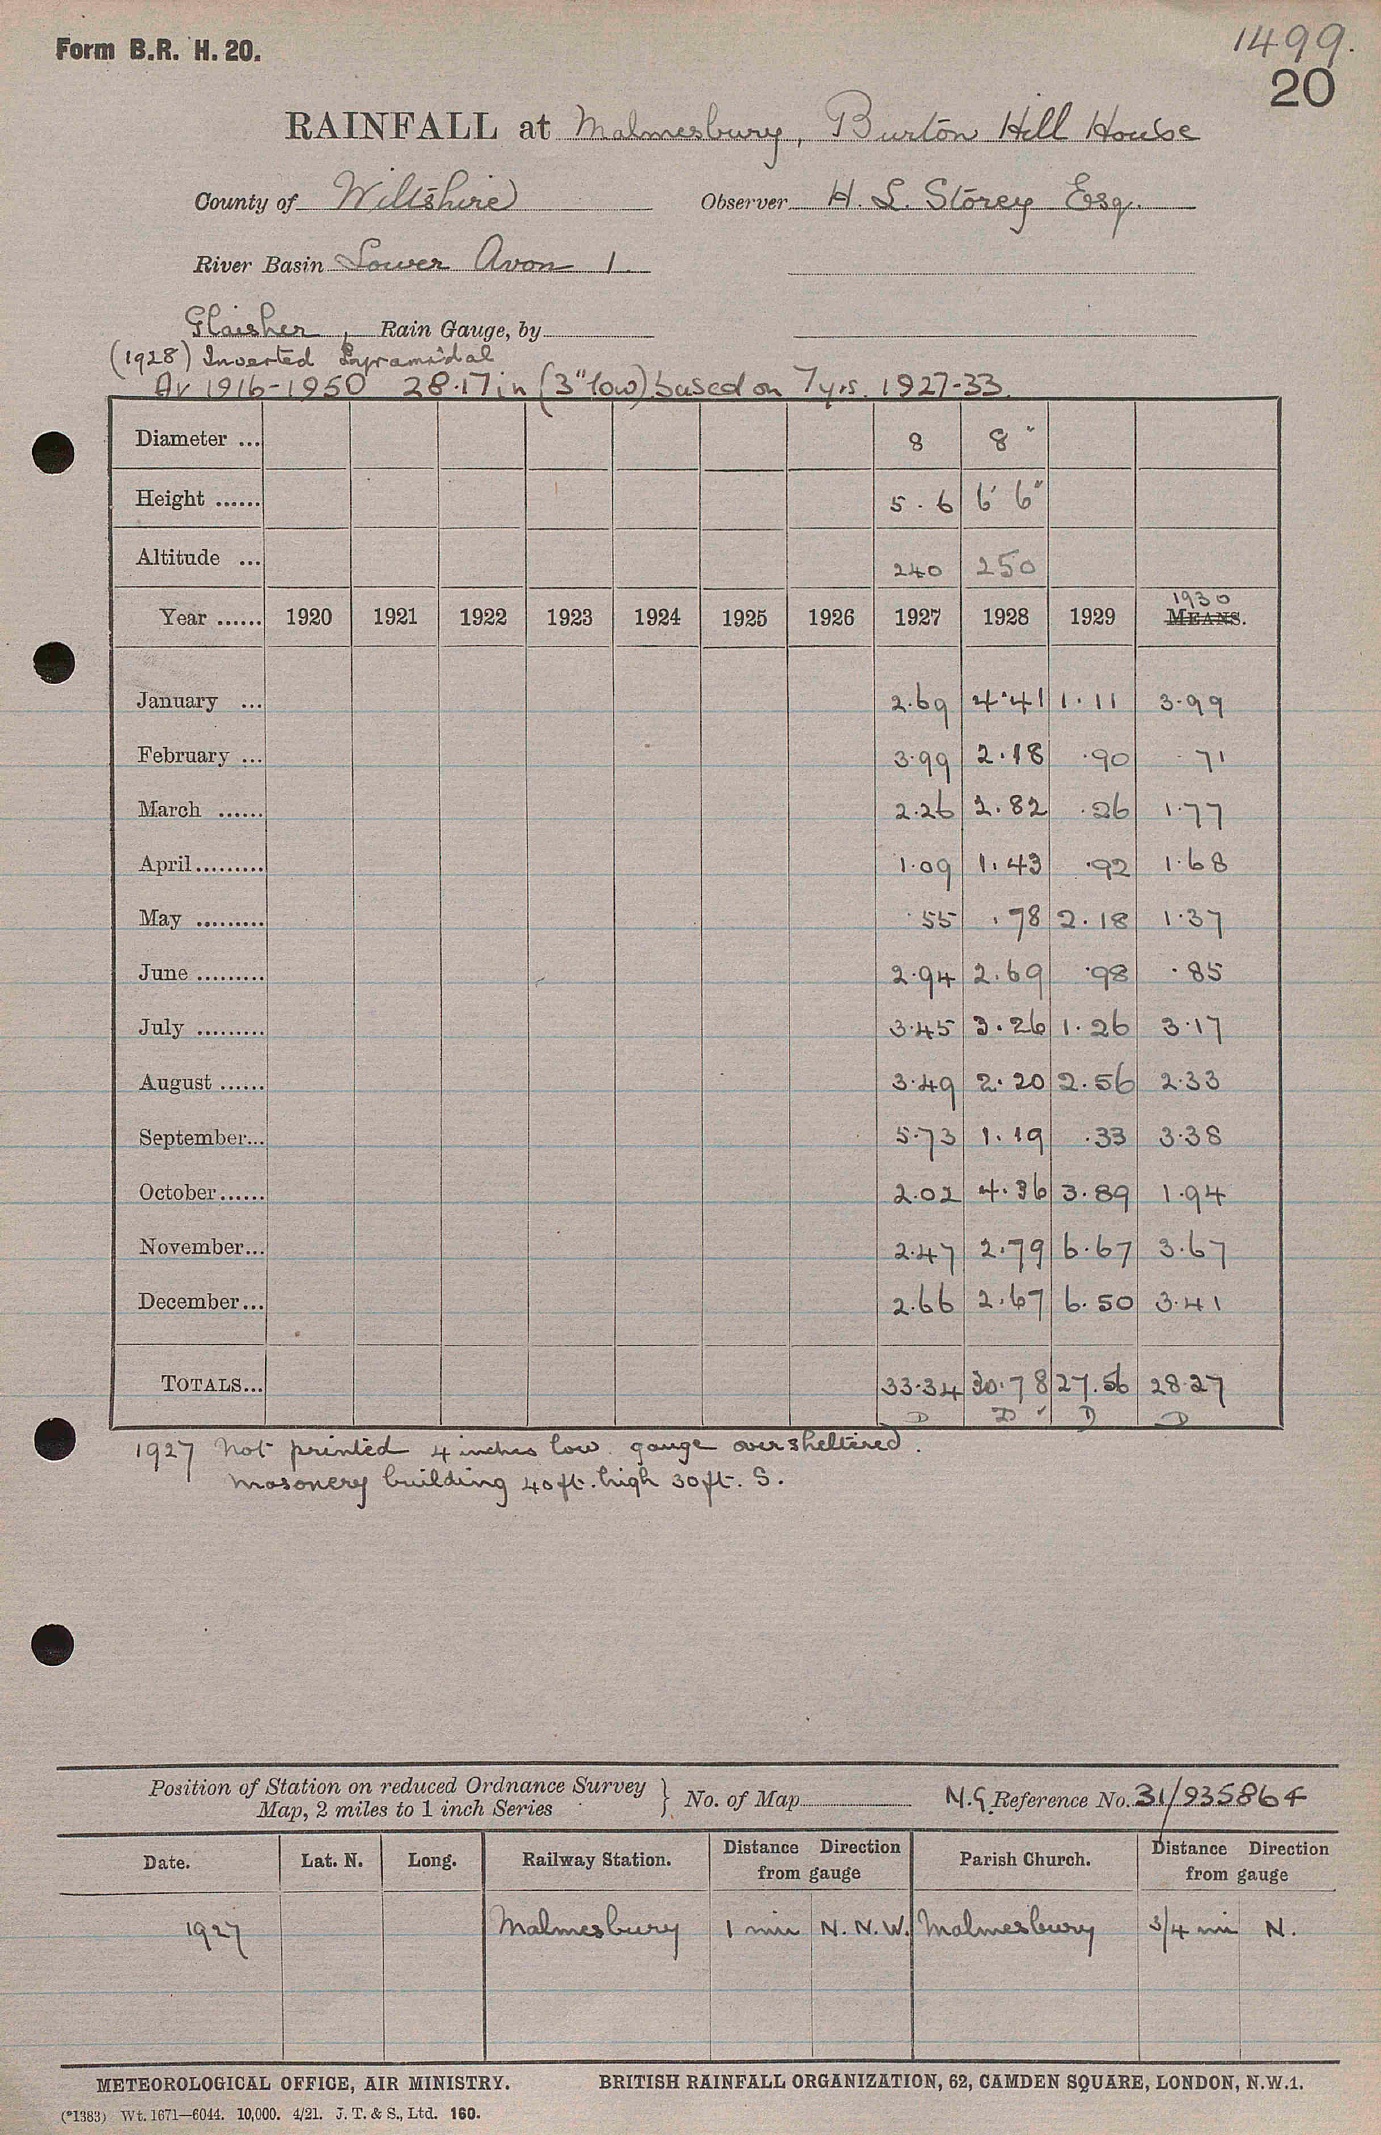 1499.
Form B.R. H. 20.
20
RAINFALL at Malmesbury, Burton Hill House
County of Wiltshire Observer H. L. Storey Esq.
River Basin Lower Avon 1.
Glaisher, Rain Gauge, by
(1928) Inverted Pyramidal
Av 1916-1950 28.17in (3" low) based on 7yrs. 1927-33.
Diameter ... 8 8"
Height ...... 5.6 6' 6"
Altitude ... 240 250
1930
Year ...... 1920 1921 1922 1923 1924 1925 1926 1927 1928 1929 MEANS.
January ... 2.69 4.41 1.11 3.99
February ... 3.99 2.18 .90 .71
March ...... 2.26 2.82 .26 1.77
April......... 1.09 1.43 .92 1.68
May ......... .55 .78 2.18 1.37
June ......... 2.94 2.69 .98 .85
July ......... 3.45 3.26 1.26 3.17
August ...... 3.49 2.20 2.56 2.33
September... 5.73 1.19 .33 3.38
October...... 2.02 4.36 3.89 1.94
November... 2.47 2.79 6.67 3.67
December... 2.66 2.67 6.50 3.41
TOTALS... 33.34 30.78 27.56 28.27
D D ✓ D D
1927 Not printed 4 inches low. gauge over sheltered.
Masonery building 40ft. high 30ft. S.
Position of Station on reduced Ordnance Survey
Map, 2 miles to 1 inch Series } No. of Map N.G. Reference No. 31/935864
Date. Lat. N. Long. Railway Station. Distance Direction from gauge Parish Church. Distance Direction from gauge
1927 Malmesbury 1 mi N.N.W. Malmesbury 3/4 mi N.
METEOROLOGICAL OFFICE, AIR MINISTRY. BRITISH RAINFALL ORGANIZATION, 62, CAMDEN SQUARE, LONDON, N.W.1.
(*1383) Wt. 1671—6044. 10,000. 4/21. J. T. & S., Ltd. 160.